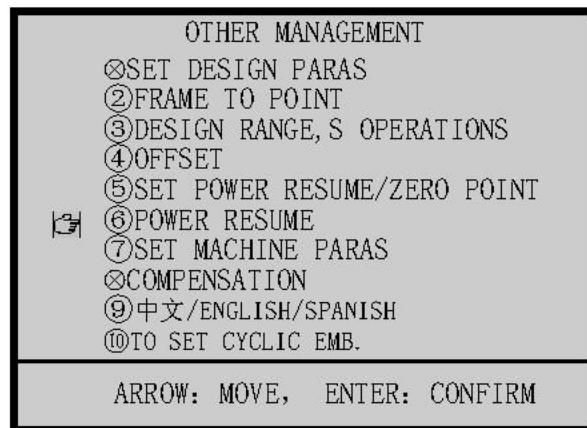 OTHER MANAGEMENT
⊗SET DESIGN PARAS
②FRAME TO POINT
③DESIGN RANGE,S OPERATIONS
④OFFSET
⑤SET POWER RESUME/ZERO POINT
⑥POWER RESUME
⑦SET MACHINE PARAS
⊗COMPENSATION
⑨中文/ENGLISH/SPANISH
⑩TO SET CYCLIC EMB.
ARROW: MOVE, ENTER: CONFIRM